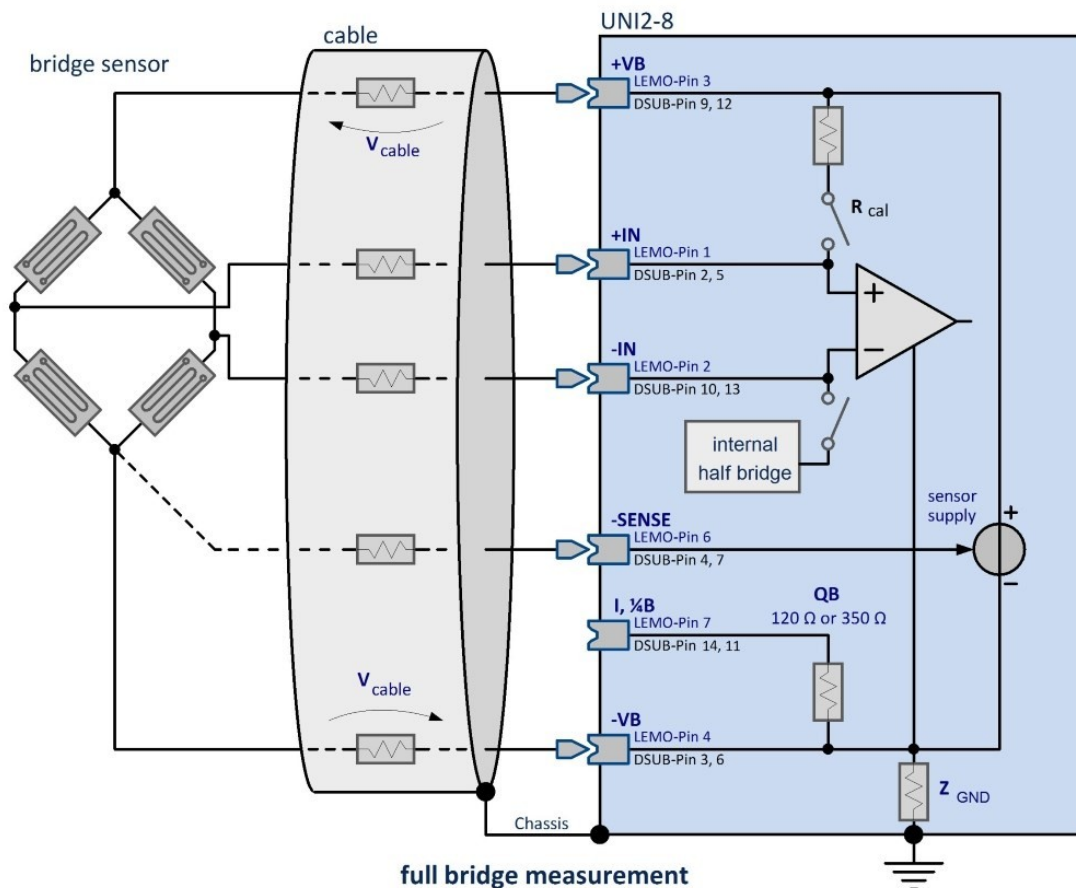 UNI2-8
cable
bridge sensor
+VB
LEMO-Pin 3
DSUB-Pin 9, 12
V cable
R cal
+IN
LEMO-Pin 1
DSUB-Pin 2, 5
+
-IN
LEMO-Pin 2
DSUB-Pin 10, 13
−
internal
half bridge
-SENSE
LEMO-Pin 6
DSUB-Pin 4, 7
sensor
supply
+
−
I, ¼B
LEMO-Pin 7
DSUB-Pin 14, 11
QB
120 Ω or 350 Ω
V cable
-VB
LEMO-Pin 4
DSUB-Pin 3, 6
Z GND
Chassis
full bridge measurement